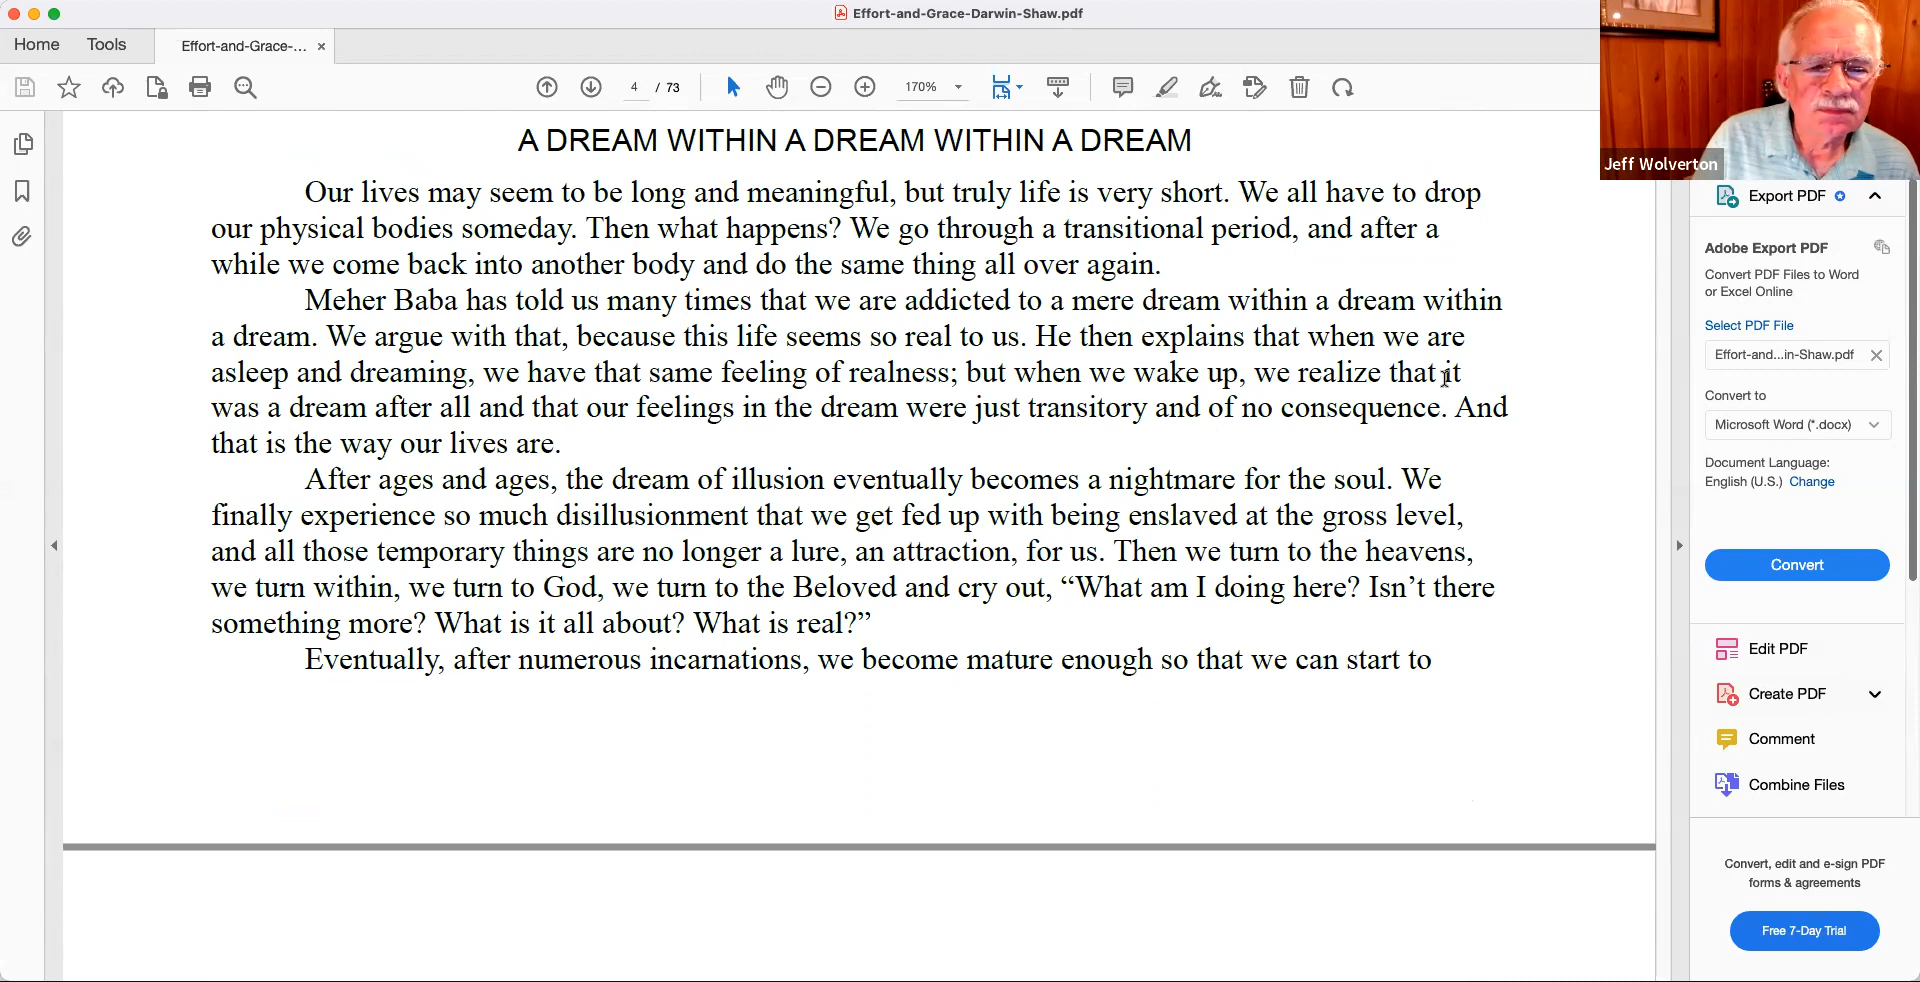 Effort-and-Grace-Darwin-Shaw.pdf
Home Tools Effort-and-Grace-...
4 / 73 170%
Jeff Wolverton
A DREAM WITHIN A DREAM WITHIN A DREAM
Our lives may seem to be long and meaningful, but truly life is very short. We all have to drop
our physical bodies someday. Then what happens? We go through a transitional period, and after a
while we come back into another body and do the same thing all over again.
Meher Baba has told us many times that we are addicted to a mere dream within a dream within
a dream. We argue with that, because this life seems so real to us. He then explains that when we are
asleep and dreaming, we have that same feeling of realness; but when we wake up, we realize that it
was a dream after all and that our feelings in the dream were just transitory and of no consequence. And
that is the way our lives are.
After ages and ages, the dream of illusion eventually becomes a nightmare for the soul. We
finally experience so much disillusionment that we get fed up with being enslaved at the gross level,
and all those temporary things are no longer a lure, an attraction, for us. Then we turn to the heavens,
we turn within, we turn to God, we turn to the Beloved and cry out, “What am I doing here? Isn’t there
something more? What is it all about? What is real?”
Eventually, after numerous incarnations, we become mature enough so that we can start to
Export PDF
Adobe Export PDF
Convert PDF Files to Word
or Excel Online
Select PDF File
Effort-and...in-Shaw.pdf
Convert to
Microsoft Word (*.docx)
Document Language:
English (U.S.) Change
Convert
Edit PDF
Create PDF
Comment
Combine Files
Convert, edit and e-sign PDF
forms & agreements
Free 7-Day Trial